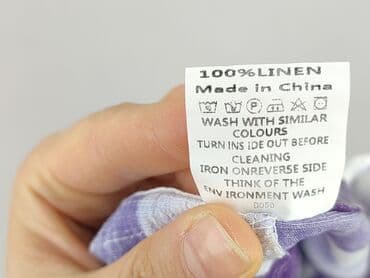 100%LINEN
Made in China
WASH WITH SIMILAR
COLOURS
TURN INS IDE OUT BEFORE
CLEANING
IRON ONREVERSE SIDE
THINK OF THE
ENV IRONMENT WASH